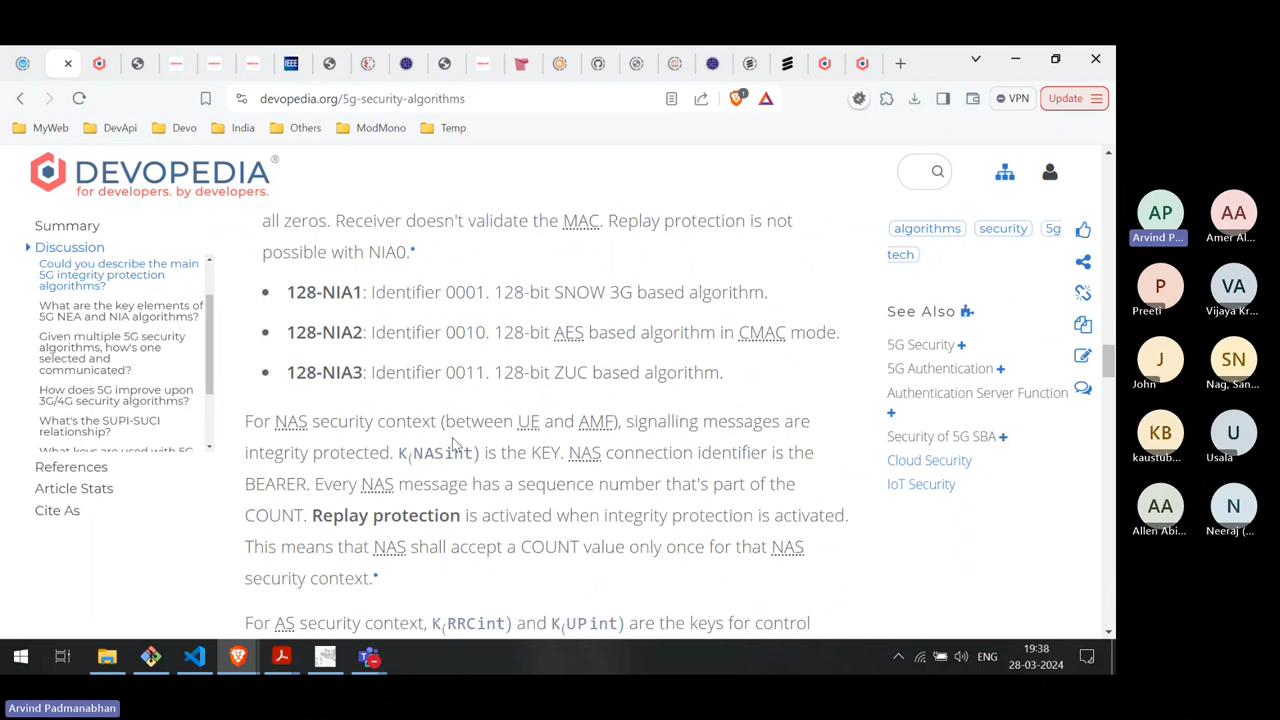 devopedia.org/5g-security-algorithms
1
VPN
Update
MyWeb
DevApi
Devo
India
Others
ModMono
Temp
DEVOPEDIA®
for developers. by developers.
Summary
Discussion
Could you describe the main
5G integrity protection
algorithms?
What are the key elements of
5G NEA and NIA algorithms?
Given multiple 5G security
algorithms, how's one
selected and
communicated?
How does 5G improve upon
3G/4G security algorithms?
What's the SUPI-SUCI
relationship?
What keys are used with 5G
References
Article Stats
Cite As
all zeros. Receiver doesn't validate the MAC. Replay protection is not
possible with NIA0.*
• 128-NIA1: Identifier 0001. 128-bit SNOW 3G based algorithm.
• 128-NIA2: Identifier 0010. 128-bit AES based algorithm in CMAC mode.
• 128-NIA3: Identifier 0011. 128-bit ZUC based algorithm.
For NAS security context (between UE and AMF), signalling messages are
integrity protected. K(NASint) is the KEY. NAS connection identifier is the
BEARER. Every NAS message has a sequence number that's part of the
COUNT. Replay protection is activated when integrity protection is activated.
This means that NAS shall accept a COUNT value only once for that NAS
security context.*
For AS security context, K(RRCint) and K(UPint) are the keys for control
algorithms
security
5g
tech
See Also
5G Security +
5G Authentication +
Authentication Server Function
+
Security of 5G SBA +
Cloud Security
IoT Security
ENG
19:38
28-03-2024
AP
Arvind P...
AA
Amer Al...
P
Preeti
VA
Vijaya Kr...
J
John
SN
Nag, San...
KB
kaustub...
U
Usala
AA
Allen Abi...
N
Neeraj (...
Arvind Padmanabhan